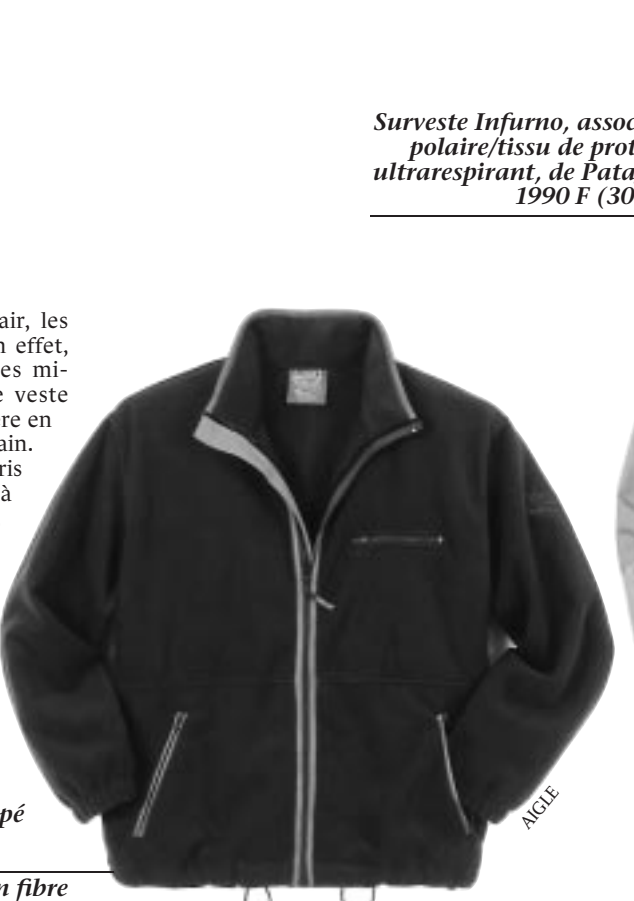 Surveste Infurno, assoc
polaire/tissu de prot
ultrarespirant, de Pata
1990 F (30
air, les
n effet,
es mi-
e veste
re en
ain.
ris
à
AIGLE
pé
n fibre